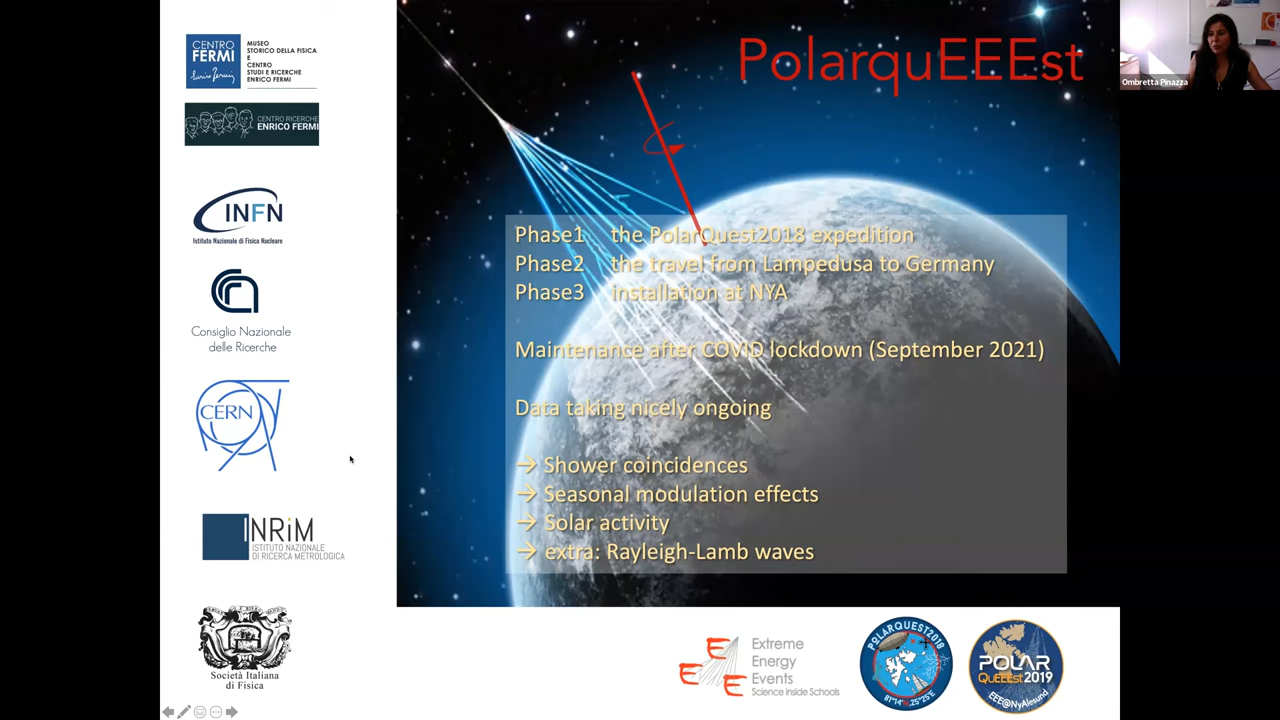 CENTRO
FERMI
MUSEO
STORICO DELLA FISICA
E
CENTRO
STUDI E RICERCHE
ENRICO FERMI
CENTRO RICERCHE
ENRICO FERMI
INFN
Istituto Nazionale di Fisica Nucleare
Consiglio Nazionale
delle Ricerche
CERN
INRiM
ISTITUTO NAZIONALE
DI RICERCA METROLOGICA
Società Italiana
di Fisica
PolarquEEEst
Ombretta Pinazza
Phase1 the PolarQuest2018 expedition
Phase2 the travel from Lampedusa to Germany
Phase3 installation at NYA
Maintenance after COVID lockdown (September 2021)
Data taking nicely ongoing
→ Shower coincidences
→ Seasonal modulation effects
→ Solar activity
→ extra: Rayleigh-Lamb waves
E
E
E
Extreme
Energy
Events
Science inside Schools
POLARQUEST2018
POLAR
QuEEEst2019
EEE@NyAlesund